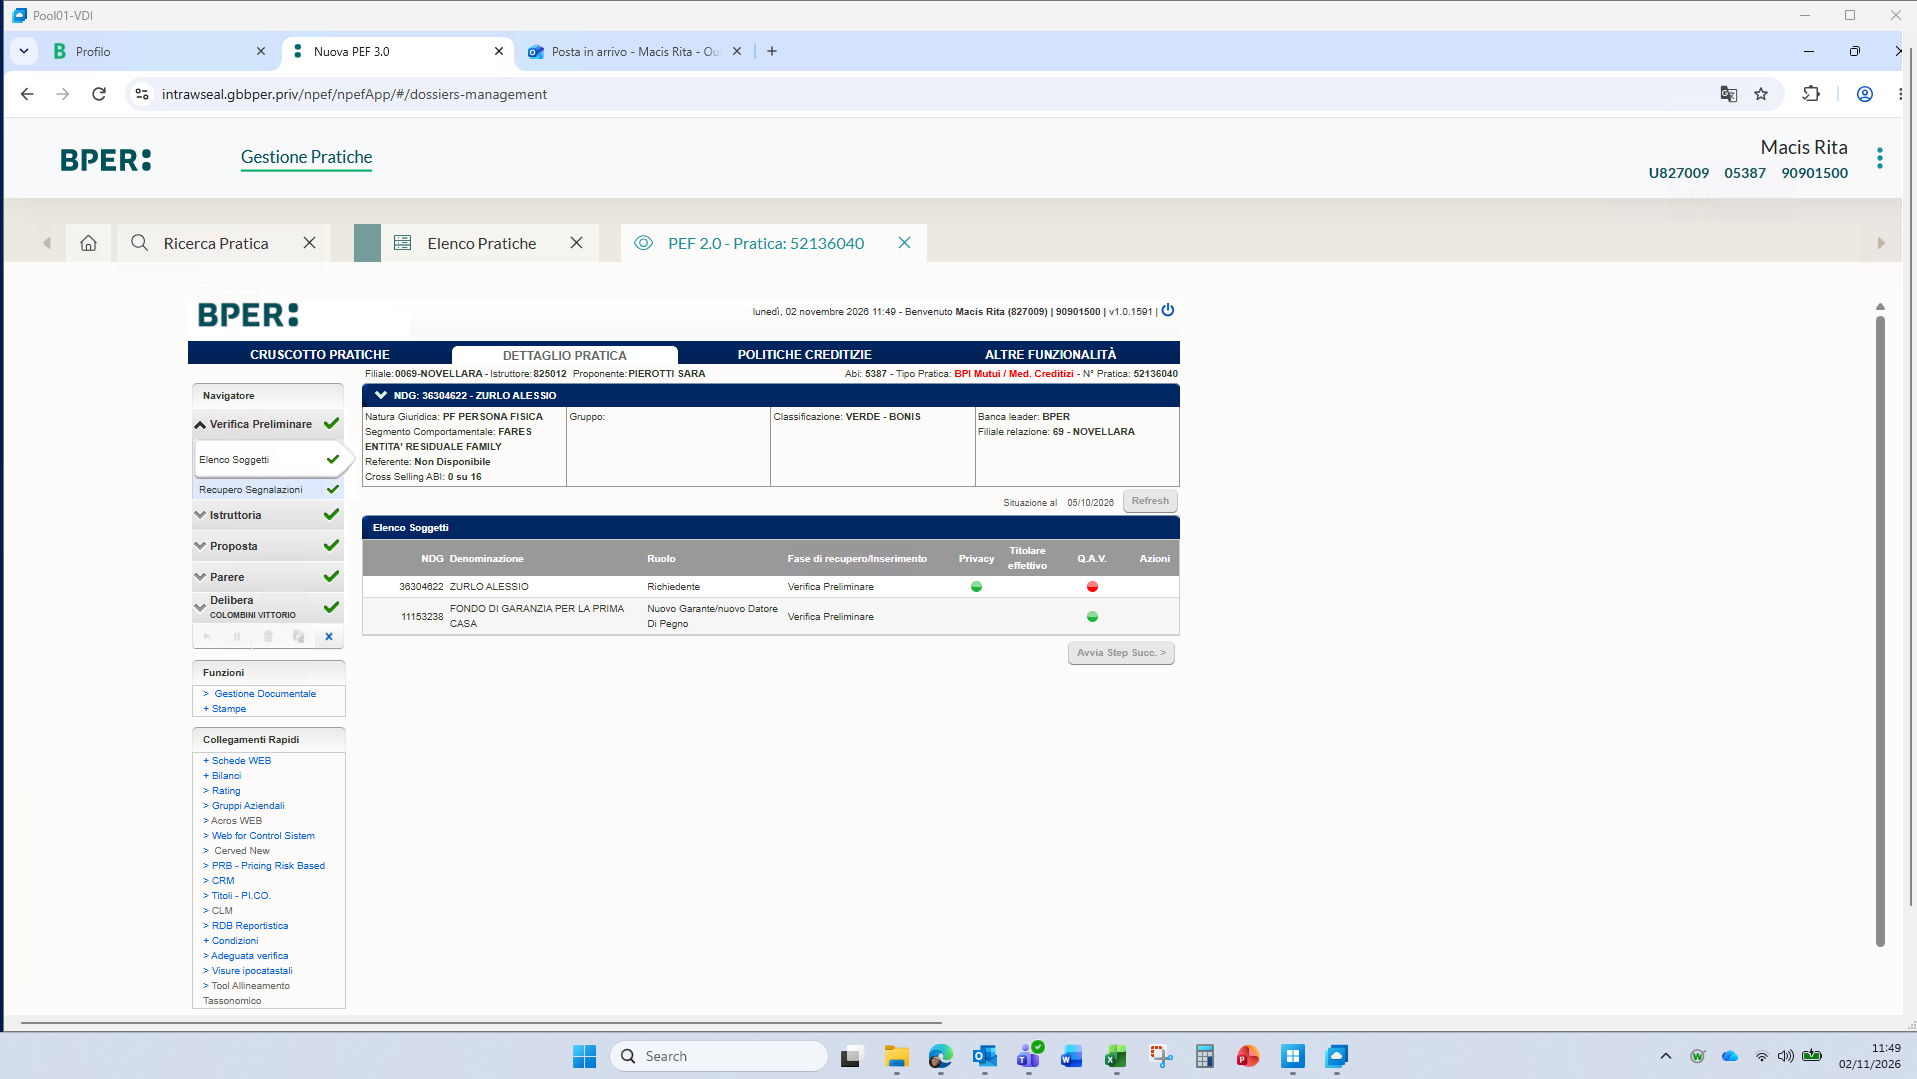 Pool01-VDI
Profilo
Nuova PEF 3.0
Posta in arrivo - Macis Rita - Ou
intrawseal.gbbper.priv/npef/npefApp/#/dossiers-management
BPER:
Gestione Pratiche
Macis Rita
U827009 05387 90901500
Ricerca Pratica
Elenco Pratiche
PEF 2.0 - Pratica: 52136040
BPER:
lunedì, 02 novembre 2026 11:49 - Benvenuto Macis Rita (827009) | 90901500 | v1.0.1591 |
CRUSCOTTO PRATICHE
DETTAGLIO PRATICA
POLITICHE CREDITIZIE
ALTRE FUNZIONALITÀ
Filiale: 0069-NOVELLARA - Istruttore: 825012 Proponente: PIEROTTI SARA
Abi: 5387 - Tipo Pratica: BPI Mutui / Med. Creditizi - N° Pratica: 52136040
Navigatore
Verifica Preliminare
Elenco Soggetti
Recupero Segnalazioni
Istruttoria
Proposta
Parere
Delibera
COLOMBINI VITTORIO
NDG: 36304622 - ZURLO ALESSIO
Natura Giuridica: PF PERSONA FISICA
Segmento Comportamentale: FARES
ENTITA' RESIDUALE FAMILY
Referente: Non Disponibile
Cross Selling ABI: 0 su 16
Gruppo:
Classificazione: VERDE - BONIS
Banca leader: BPER
Filiale relazione: 69 - NOVELLARA
Situazione al 05/10/2026
Refresh
Elenco Soggetti
NDG Denominazione Ruolo Fase di recupero/Inserimento Privacy Titolare effettivo Q.A.V. Azioni
36304622 ZURLO ALESSIO Richiedente Verifica Preliminare
11153238 FONDO DI GARANZIA PER LA PRIMA CASA Nuovo Garante/nuovo Datore Di Pegno Verifica Preliminare
Avvia Step Succ. >
Funzioni
> Gestione Documentale
+ Stampe
Collegamenti Rapidi
+ Schede WEB
+ Bilanci
> Rating
> Gruppi Aziendali
> Acros WEB
> Web for Control Sistem
> Cerved New
> PRB - Pricing Risk Based
> CRM
> Titoli - PI.CO.
> CLM
> RDB Reportistica
+ Condizioni
> Adeguata verifica
> Visure ipocatastali
> Tool Allineamento
Tassonomico
Search
11:49
02/11/2026